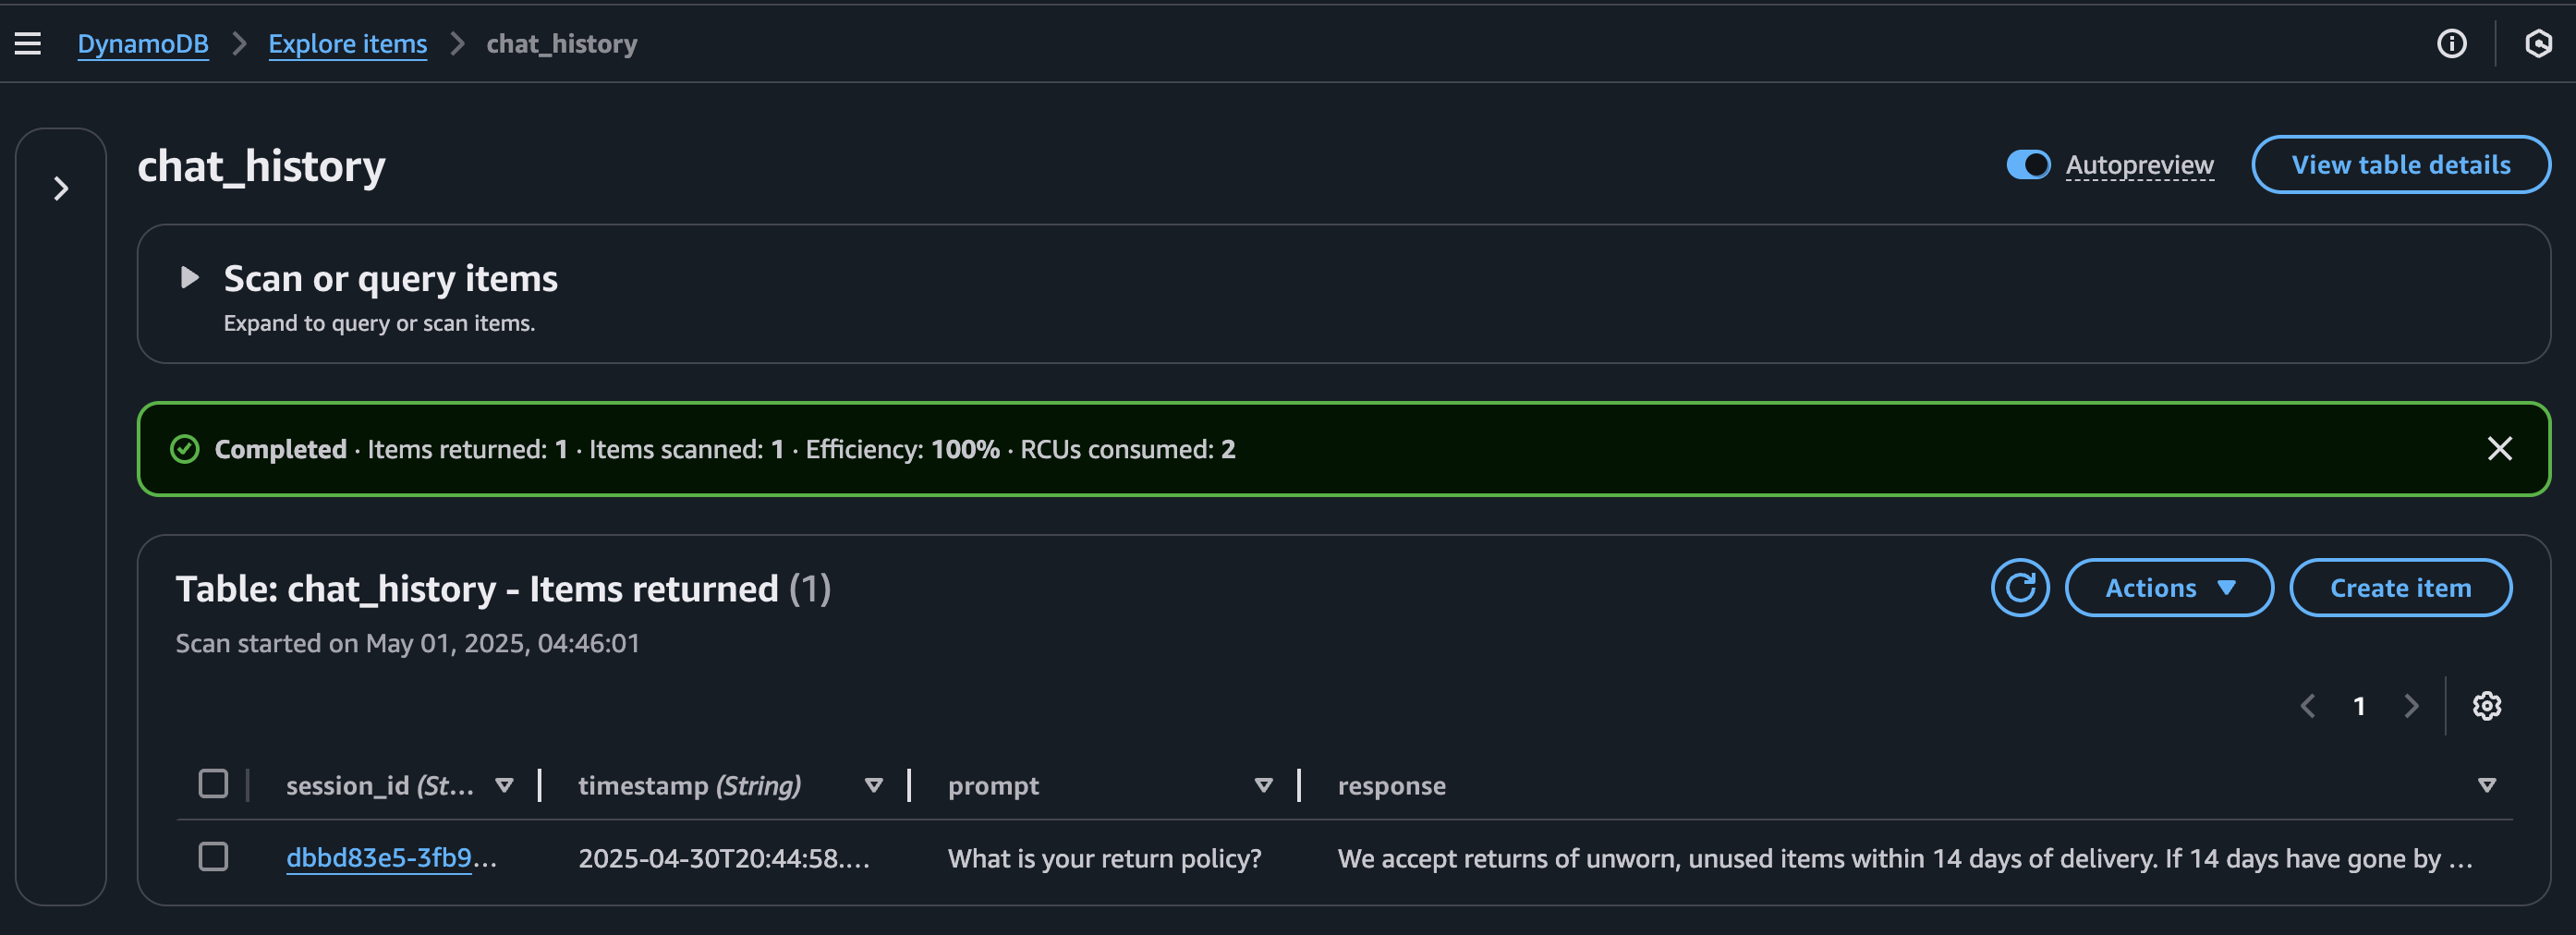 DynamoDB > Explore items > chat_history
chat_history
Autopreview
View table details
Scan or query items
Expand to query or scan items.
Completed · Items returned: 1 · Items scanned: 1 · Efficiency: 100% · RCUs consumed: 2
Table: chat_history - Items returned (1)
Actions
Create item
Scan started on May 01, 2025, 04:46:01
1
session_id (St... timestamp (String) prompt response
dbbd83e5-3fb9... 2025-04-30T20:44:58.... What is your return policy? We accept returns of unworn, unused items within 14 days of delivery. If 14 days have gone by ...